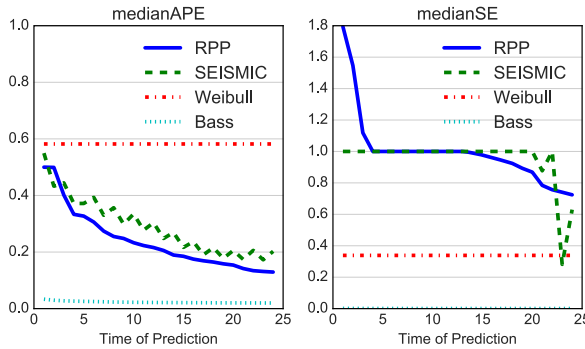 medianAPE
1.0
0.8
0.6
0.4
0.2
0.0
0
5
10
15
20
25
Time of Prediction
RPP
SEISMIC
Weibull
Bass
medianSE
1.8
1.6
1.4
1.2
1.0
0.8
0.6
0.4
0.2
0.0
0
5
10
15
20
25
Time of Prediction
RPP
SEISMIC
Weibull
Bass